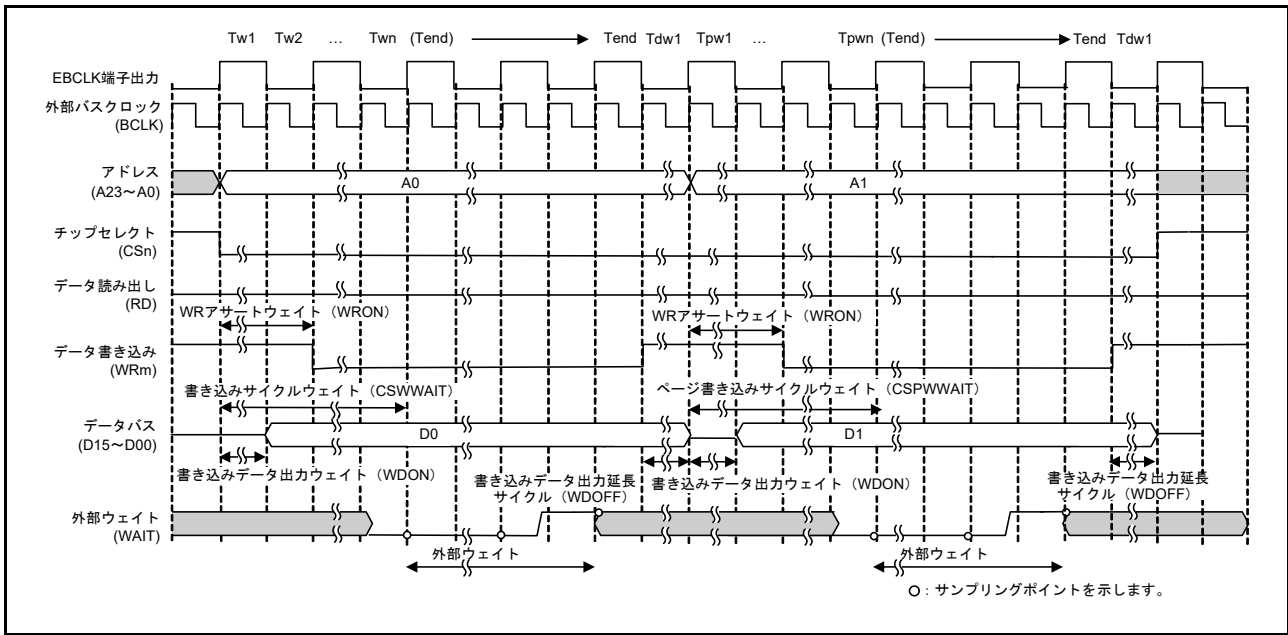 Tw1 Tw2 … Twn (Tend) Tend Tdw1 Tpw1 … Tpwn (Tend) Tend Tdw1
EBCLK端子出力
外部バスクロック
(BCLK)
アドレス
(A23～A0)
A0
A1
チップセレクト
(CSn)
データ読み出し
(RD)
WRアサートウェイト（WRON）
WRアサートウェイト（WRON）
データ書き込み
(WRm)
書き込みサイクルウェイト（CSWWAIT）
ページ書き込みサイクルウェイト（CSPWWAIT）
データバス
(D15～D00)
D0
D1
書き込みデータ出力ウェイト（WDON）
書き込みデータ出力延長
サイクル（WDOFF）
書き込みデータ出力ウェイト（WDON）
書き込みデータ出力延長
サイクル（WDOFF）
外部ウェイト
(WAIT)
外部ウェイト
外部ウェイト
：サンプリングポイントを示します。